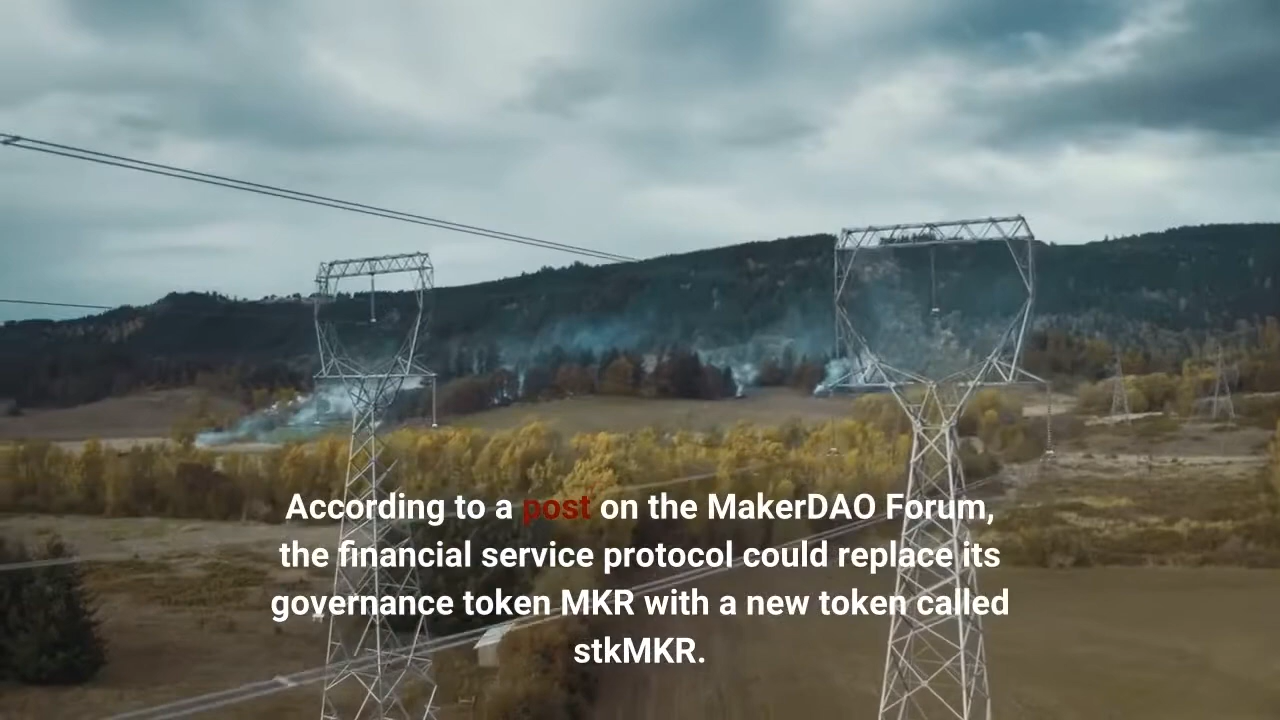 According to a post on the MakerDAO Forum,
the financial service protocol could replace its
governance token MKR with a new token called
stkMKR.